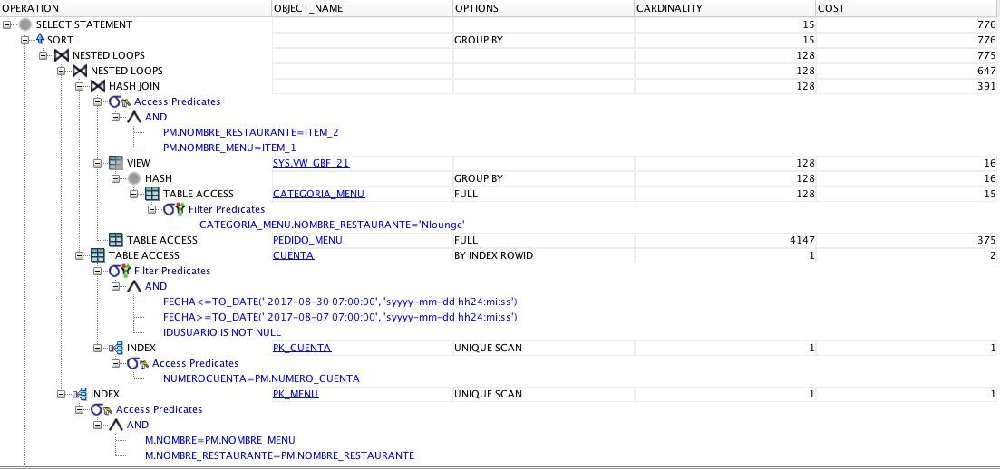 OPERATION OBJECT_NAME OPTIONS CARDINALITY COST
SELECT STATEMENT 15 776
SORT GROUP BY 15 776
NESTED LOOPS 128 775
NESTED LOOPS 128 647
HASH JOIN 128 391
Access Predicates
AND
PM.NOMBRE_RESTAURANTE=ITEM_2
PM.NOMBRE_MENU=ITEM_1
VIEW SYS.VW_GBF_21 128 16
HASH GROUP BY 128 16
TABLE ACCESS CATEGORIA_MENU FULL 128 15
Filter Predicates
CATEGORIA_MENU.NOMBRE_RESTAURANTE='Nlounge'
TABLE ACCESS PEDIDO_MENU FULL 4147 375
TABLE ACCESS CUENTA BY INDEX ROWID 1 2
Filter Predicates
AND
FECHA<=TO_DATE(' 2017-08-30 07:00:00', 'syyyy-mm-dd hh24:mi:ss')
FECHA>=TO_DATE(' 2017-08-07 07:00:00', 'syyyy-mm-dd hh24:mi:ss')
IDUSUARIO IS NOT NULL
INDEX PK_CUENTA UNIQUE SCAN 1 1
Access Predicates
NUMEROCUENTA=PM.NUMERO_CUENTA
INDEX PK_MENU UNIQUE SCAN 1 1
Access Predicates
AND
M.NOMBRE=PM.NOMBRE_MENU
M.NOMBRE_RESTAURANTE=PM.NOMBRE_RESTAURANTE